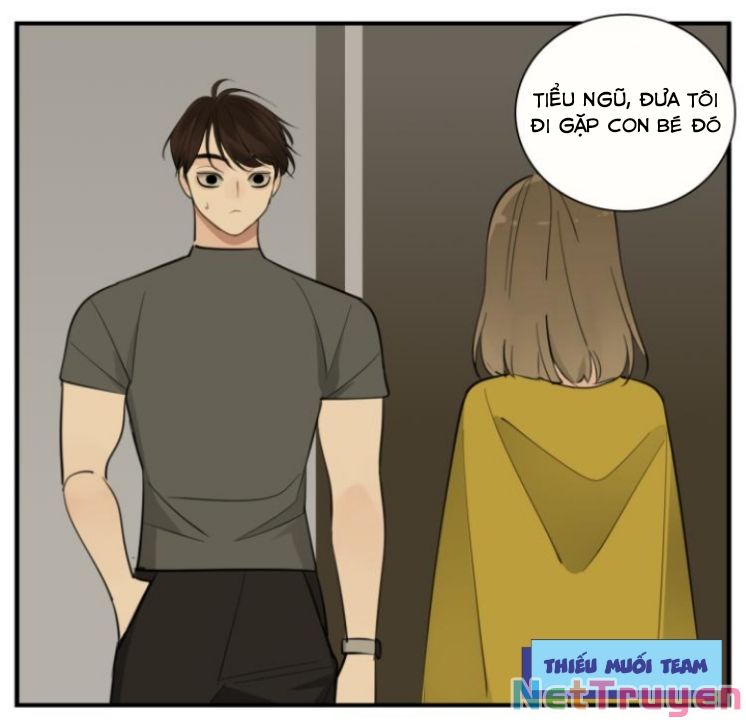 TIỂU NGŨ, ĐƯA TÔI
ĐI GẶP CON BÉ ĐÓ
THIẾU MUỐI TEAM
NETTRUYEN